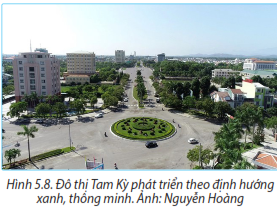 Hình 5.8. Đô thị Tam Kỳ phát triển theo định hướng
xanh, thông minh. Ảnh: Nguyễn Hoàng